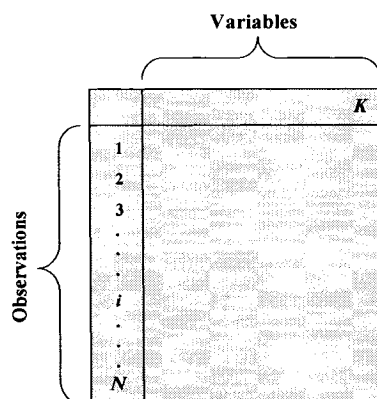 Variables
K
Observations
1
2
3
.
.
.
i
.
.
.
N